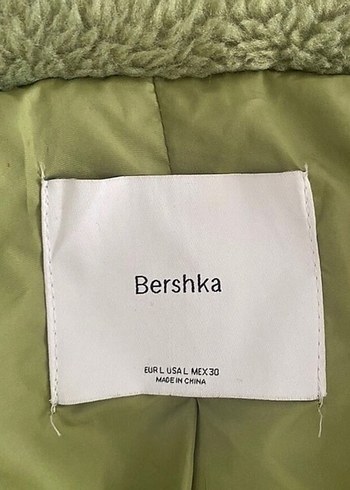 Bershka
EUR L USA L MEX 30
MADE IN CHINA